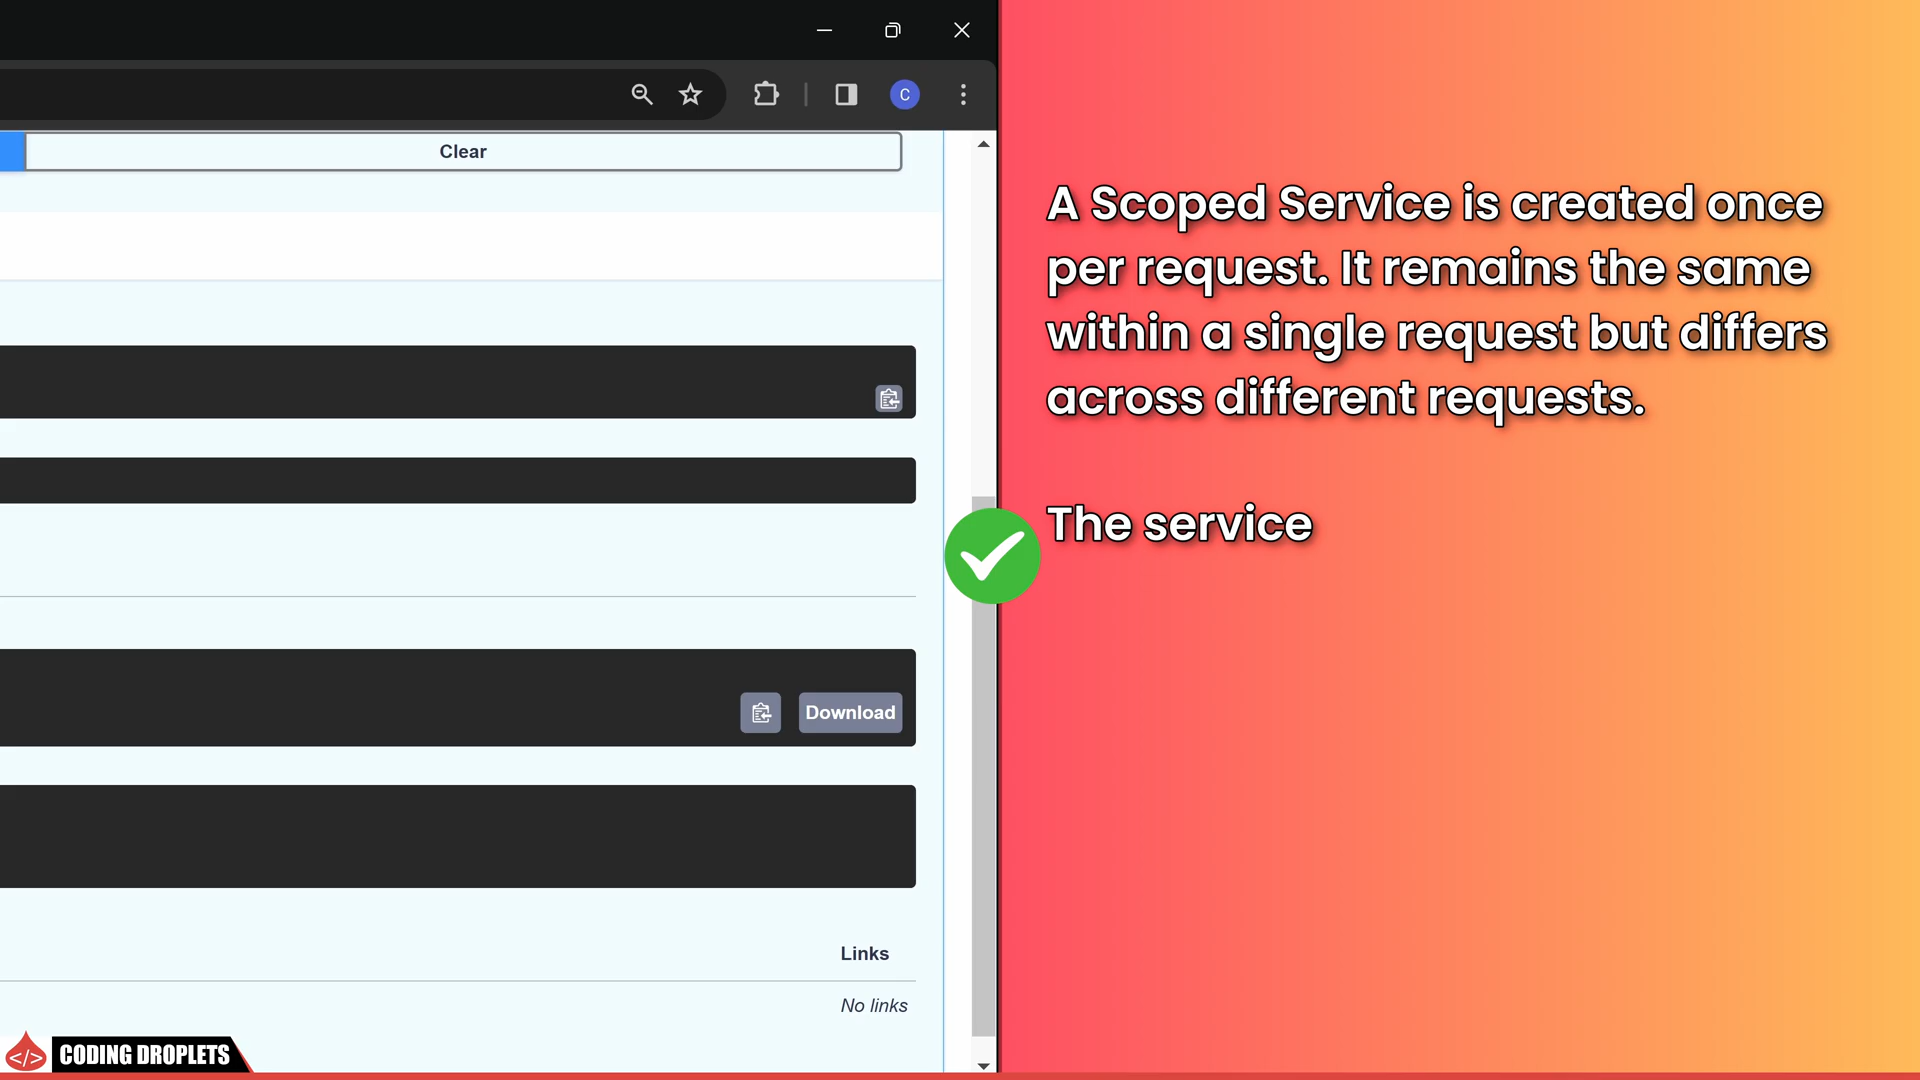 C
Clear
A Scoped Service is created once
per request. It remains the same
within a single request but differs
across different requests.
The service
Download
Links
No links
</> CODING DROPLETS